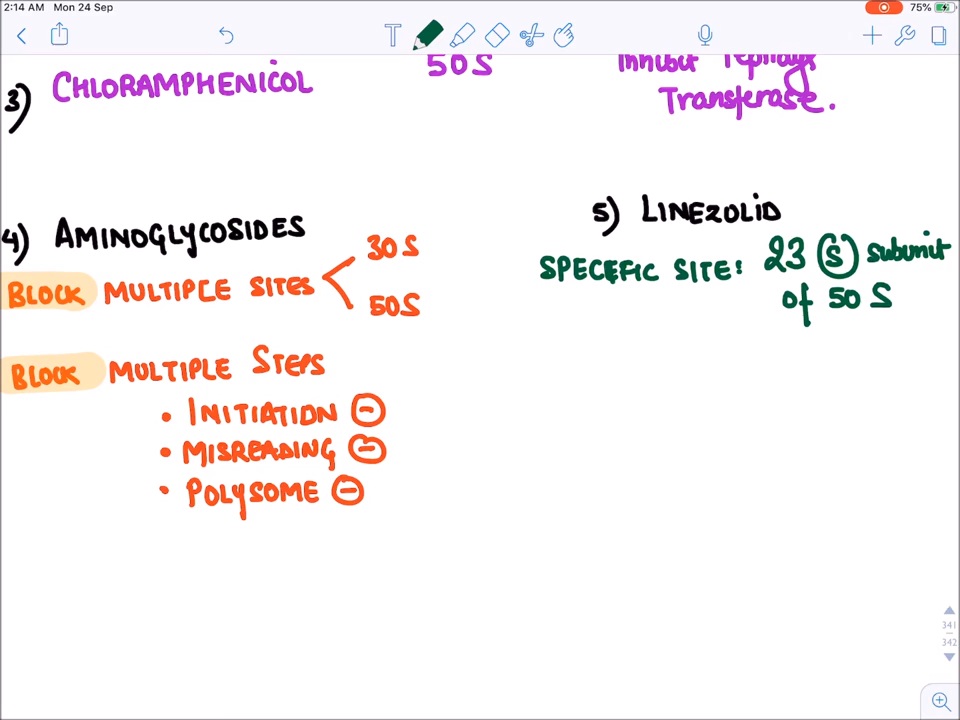 2:14 AM Mon 24 Sep
75%
50S
Inhibit
3) CHLORAMPHENICOL
Transferase.
4) AMINOGLYCOSIDES
BLOCK MULTIPLE SITES
30S
50S
BLOCK MULTIPLE STEPS
• INITIATION ⊖
• MISREADING ⊖
• POLYSOME ⊖
5) LINEZOLID
SPECEFIC SITE: 23 Ⓢ subunit
of 50 S
341
342